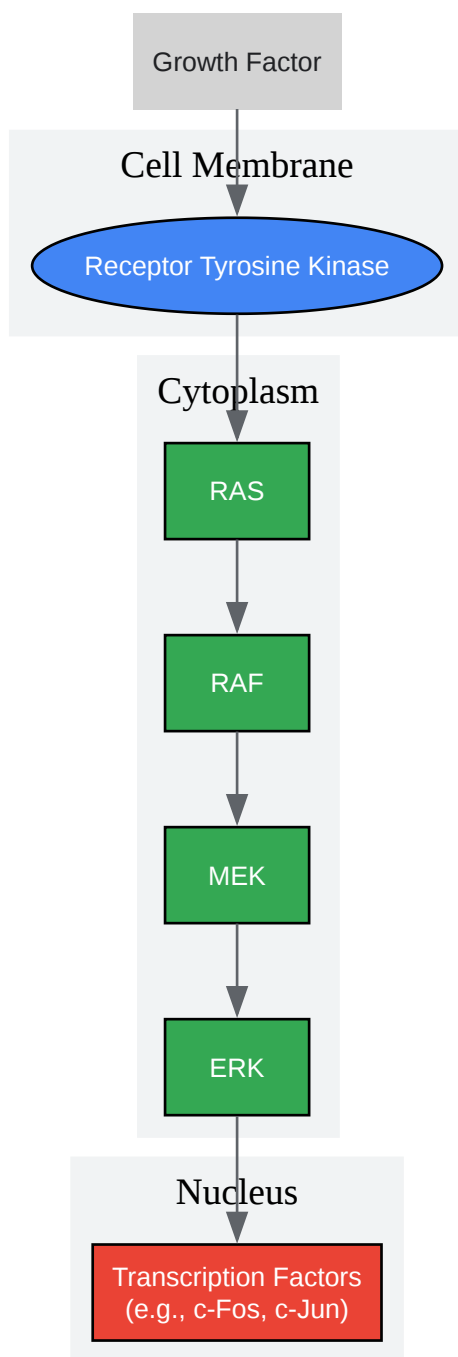 Growth Factor
Cell Membrane
Receptor Tyrosine Kinase
Cytoplasm
RAS
RAF
MEK
ERK
Nucleus
Transcription Factors
(e.g., c-Fos, c-Jun)